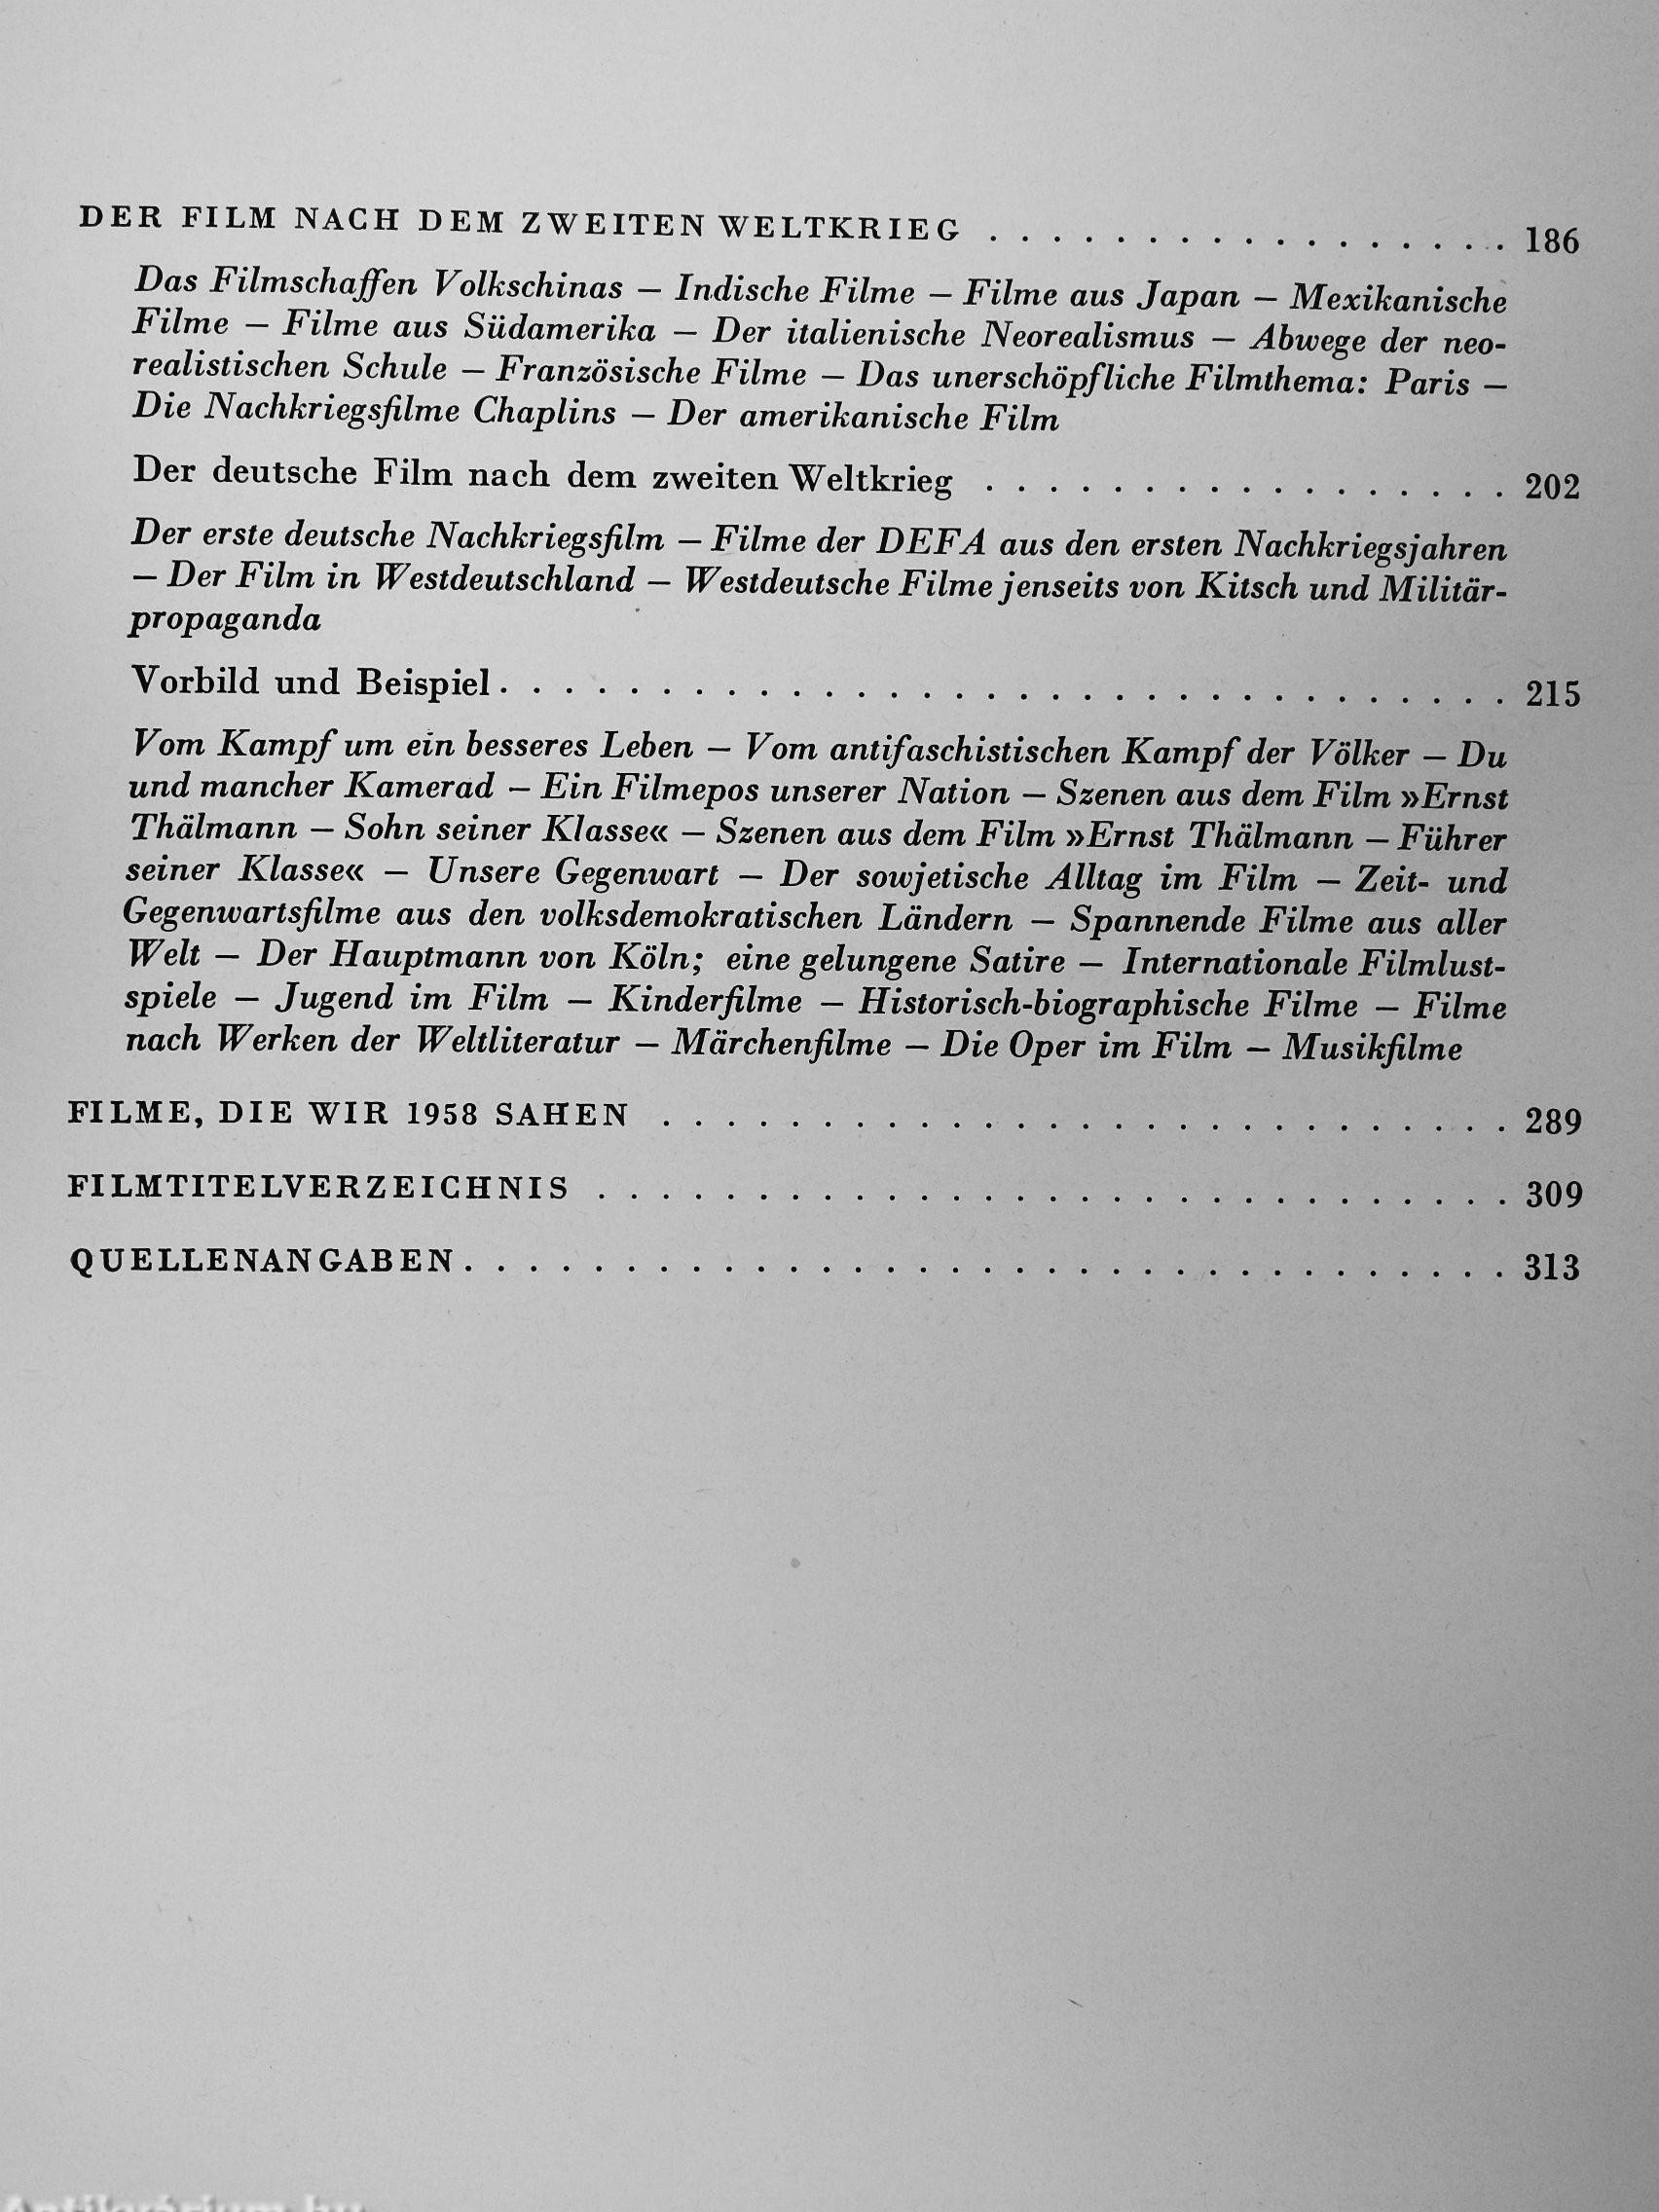 DER FILM NACH DEM ZWEITEN WELTKRIEG . . . . . . . . . . . . . . . . . 186
Das Filmschaffen Volkschinas – Indische Filme – Filme aus Japan – Mexikanische
Filme – Filme aus Südamerika – Der italienische Neorealismus – Abwege der neo-
realistischen Schule – Französische Filme – Das unerschöpfliche Filmthema: Paris –
Die Nachkriegsfilme Chaplins – Der amerikanische Film
Der deutsche Film nach dem zweiten Weltkrieg . . . . . . . . . . . . . . . . . 202
Der erste deutsche Nachkriegsfilm – Filme der DEFA aus den ersten Nachkriegsjahren
– Der Film in Westdeutschland – Westdeutsche Filme jenseits von Kitsch und Militär-
propaganda
Vorbild und Beispiel . . . . . . . . . . . . . . . . . . . . . . . . . . . . . . . 215
Vom Kampf um ein besseres Leben – Vom antifaschistischen Kampf der Völker – Du
und mancher Kamerad – Ein Filmepos unserer Nation – Szenen aus dem Film »Ernst
Thälmann – Sohn seiner Klasse« – Szenen aus dem Film »Ernst Thälmann – Führer
seiner Klasse« – Unsere Gegenwart – Der sowjetische Alltag im Film – Zeit- und
Gegenwartsfilme aus den volksdemokratischen Ländern – Spannende Filme aus aller
Welt – Der Hauptmann von Köln; eine gelungene Satire – Internationale Filmlust-
spiele – Jugend im Film – Kinderfilme – Historisch-biographische Filme – Filme
nach Werken der Weltliteratur – Märchenfilme – Die Oper im Film – Musikfilme
FILME, DIE WIR 1958 SAHEN . . . . . . . . . . . . . . . . . . . . . . . . . . . 289
FILMTITELVERZEICHNIS . . . . . . . . . . . . . . . . . . . . . . . . . . . . . 309
QUELLENANGABEN . . . . . . . . . . . . . . . . . . . . . . . . . . . . . . . . . 313